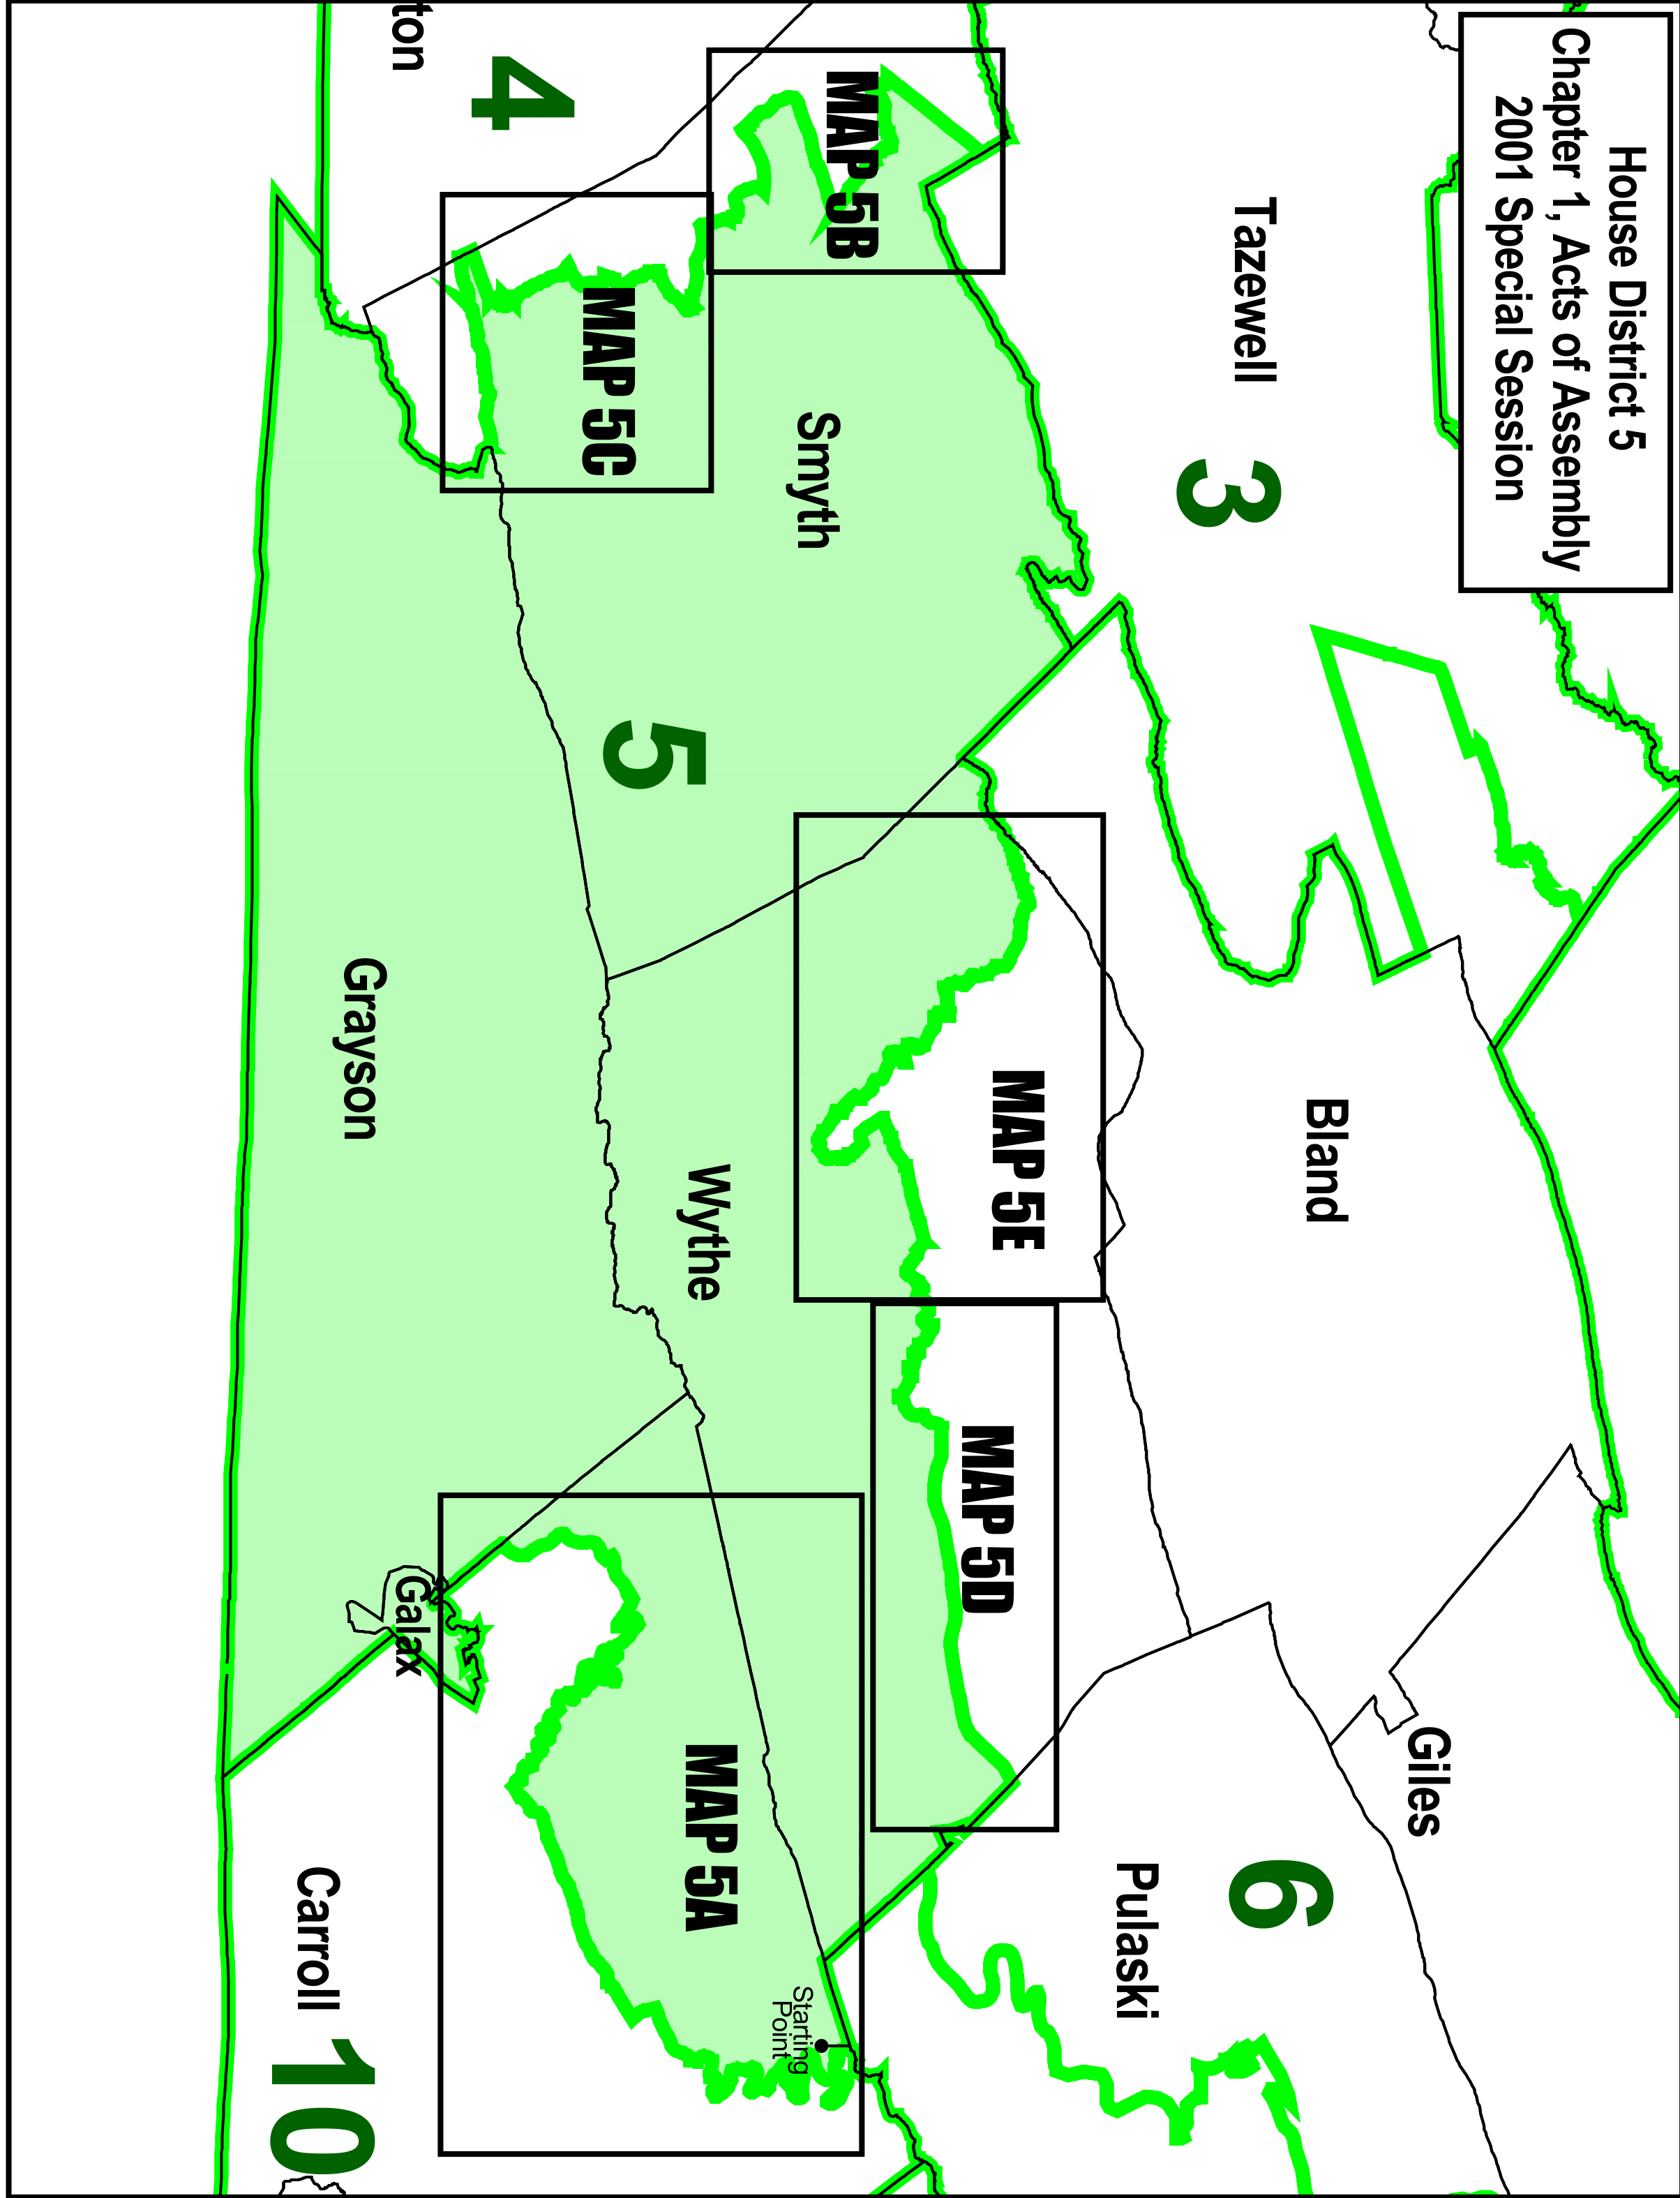 House District 5
Chapter 1, Acts of Assembly
2001 Special Session
Tazewell
3
ton
4
MAP 5B
MAP 5C
Smyth
5
Grayson
Wythe
MAP 5E
Bland
MAP 5D
Galax
MAP 5A
Giles
6
Pulaski
Starting
Point
Carroll
10